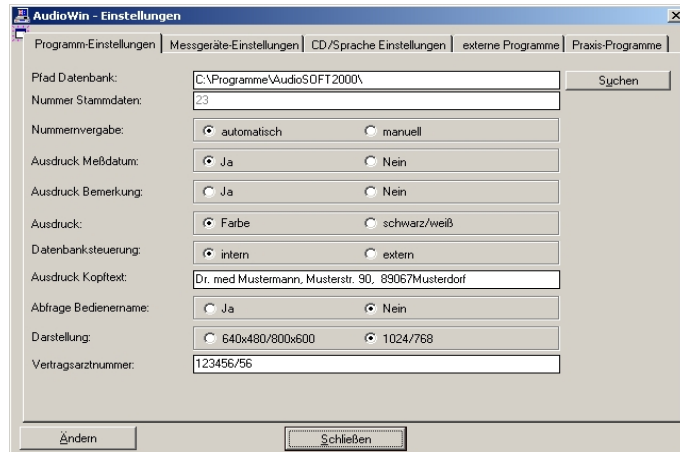 AudioWin - Einstellungen
Programm-Einstellungen Messgeräte-Einstellungen CD/Sprache Einstellungen externe Programme Praxis-Programme
Pfad Datenbank: C:\Programme\AudioSOFT2000\ Suchen
Nummer Stammdaten: 23
Nummernvergabe: automatisch manuell
Ausdruck Meßdatum: Ja Nein
Ausdruck Bemerkung: Ja Nein
Ausdruck: Farbe schwarz/weiß
Datenbanksteuerung: intern extern
Ausdruck Kopftext: Dr. med Mustermann, Musterstr. 90, 89067Musterdorf
Abfrage Bedienername: Ja Nein
Darstellung: 640x480/800x600 1024/768
Vertragsarztnummer: 123456/56
Ändern Schließen